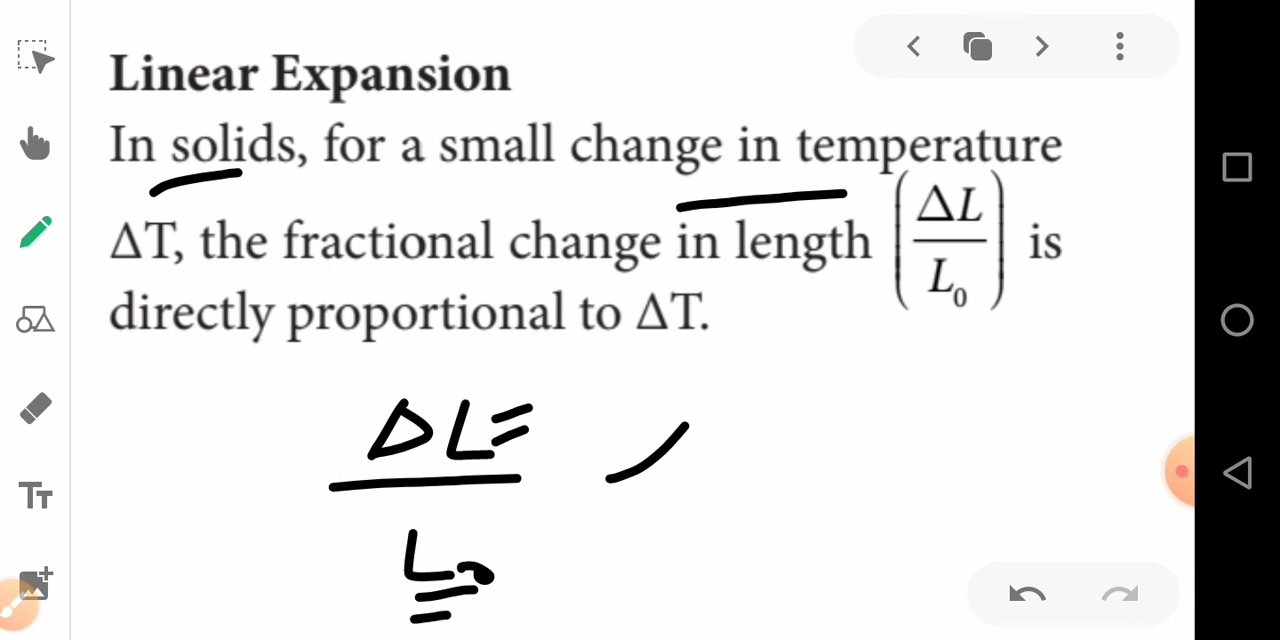 Linear Expansion
In solids, for a small change in temperature
ΔT, the fractional change in length (ΔL/L₀) is
directly proportional to ΔT.
ΔL=
L₀
Tт